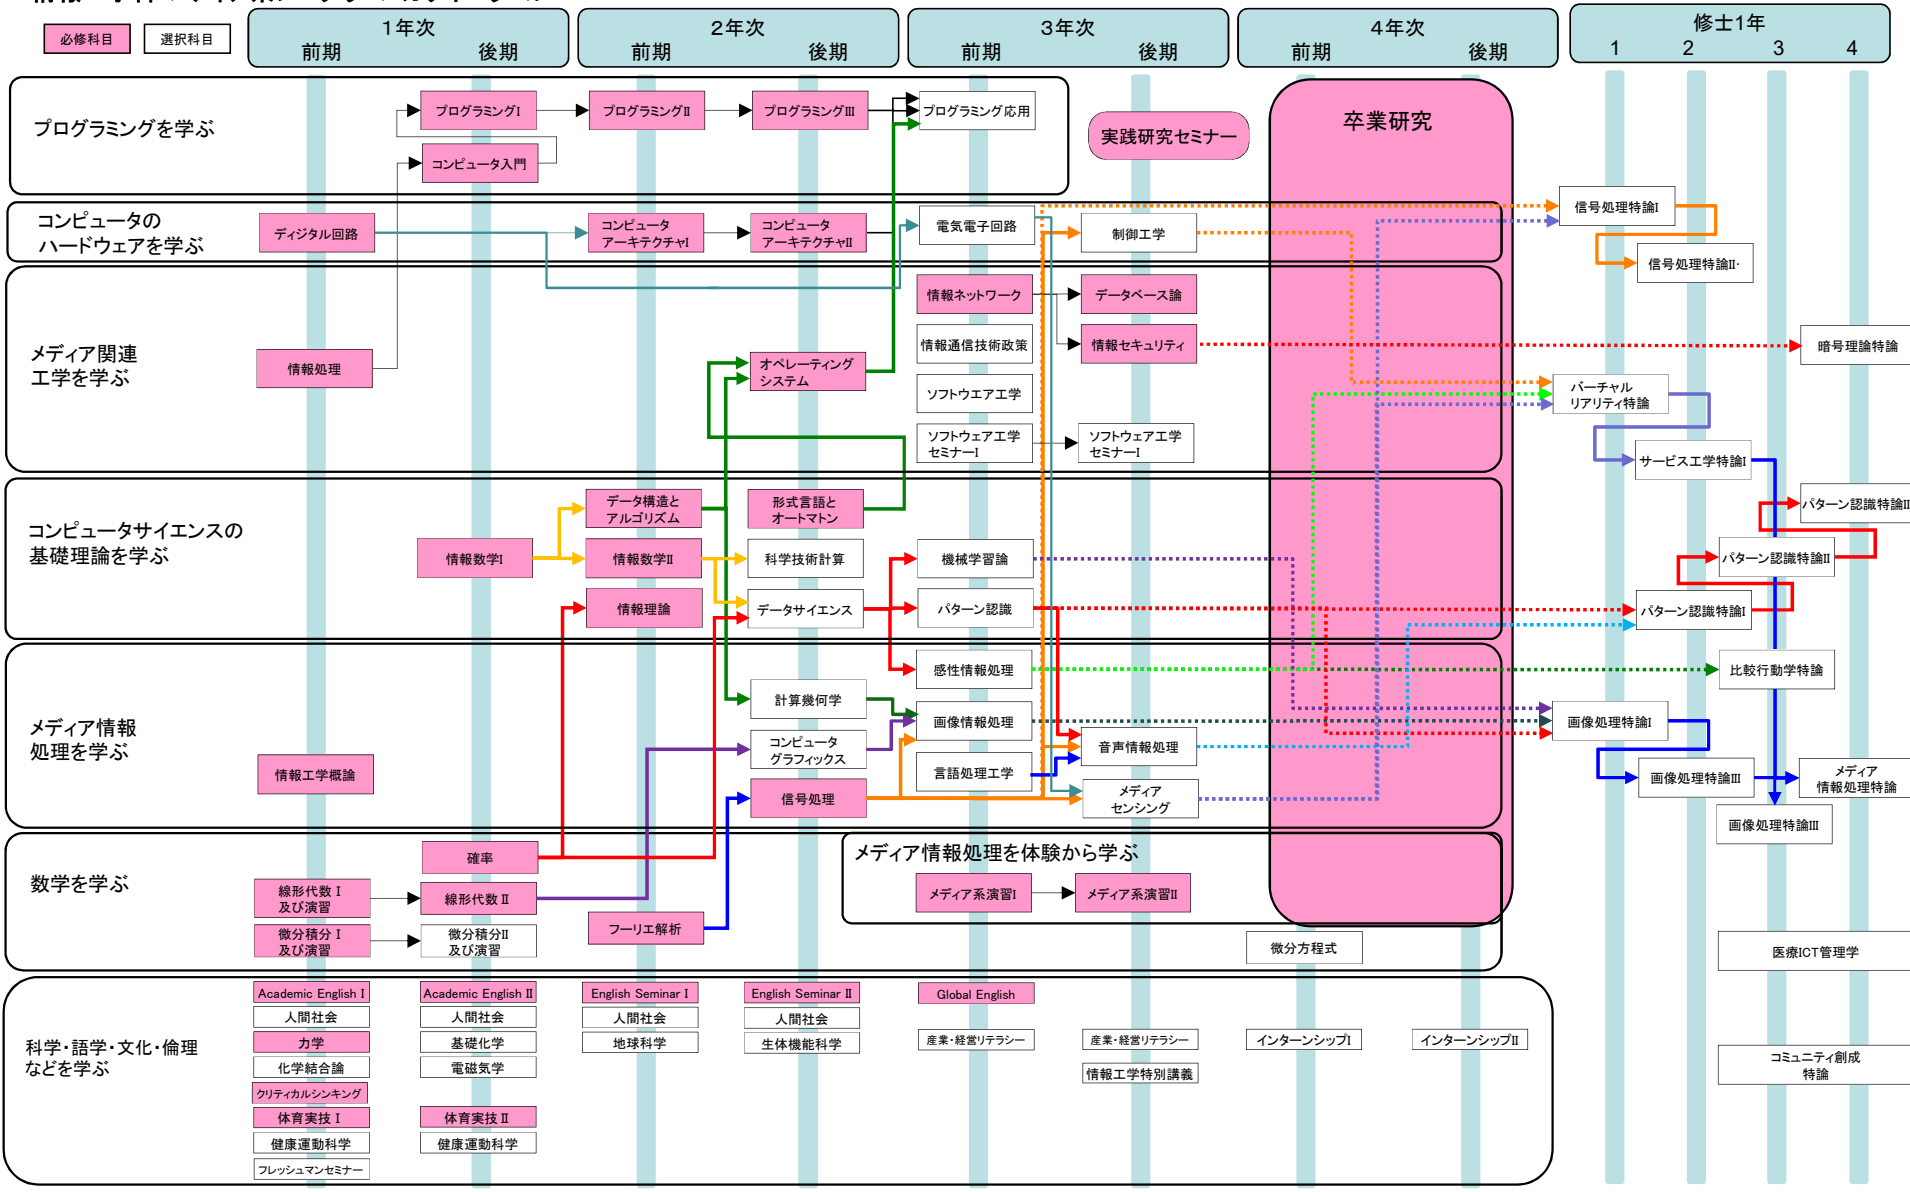 必修科目
選択科目
1年次
前期
後期
2年次
前期
後期
3年次
前期
後期
4年次
前期
後期
修士1年
1
2
3
4
プログラミングを学ぶ
プログラミングI
プログラミングII
プログラミングIII
プログラミング応用
コンピュータ入門
実践研究セミナー
卒業研究
コンピュータの
ハードウェアを学ぶ
ディジタル回路
コンピュータ
アーキテクチャI
コンピュータ
アーキテクチャII
電気電子回路
制御工学
信号処理特論I
信号処理特論II･
メディア関連
工学を学ぶ
情報処理
オペレーティング
システム
情報ネットワーク
データベース論
情報通信技術政策
情報セキュリティ
ソフトウエア工学
ソフトウェア工学
セミナーI
ソフトウェア工学
セミナーI
暗号理論特論
バーチャル
リアリティ特論
サービス工学特論I
コンピュータサイエンスの
基礎理論を学ぶ
データ構造と
アルゴリズム
形式言語と
オートマトン
情報数学I
情報数学II
科学技術計算
機械学習論
情報理論
データサイエンス
パターン認識
パターン認識特論II
パターン認識特論II
パターン認識特論I
メディア情報
処理を学ぶ
感性情報処理
比較行動学特論
計算幾何学
画像情報処理
画像処理特論I
コンピュータ
グラフィックス
音声情報処理
情報工学概論
言語処理工学
信号処理
メディア
センシング
画像処理特論III
メディア
情報処理特論
画像処理特論III
数学を学ぶ
確率
線形代数 I
及び演習
線形代数 II
微分積分 I
及び演習
微分積分II
及び演習
フーリエ解析
メディア情報処理を体験から学ぶ
メディア系演習I
メディア系演習II
微分方程式
医療ICT管理学
科学･語学･文化･倫理
などを学ぶ
Academic English I
Academic English II
English Seminar I
English Seminar II
Global English
人間社会
人間社会
人間社会
人間社会
力学
基礎化学
地球科学
生体機能科学
産業･経営リテラシー
産業･経営リテラシー
インターンシップI
インターンシップII
化学結合論
電磁気学
情報工学特別講義
コミュニティ創成
特論
クリティカルシンキング
体育実技 I
体育実技 II
健康運動科学
健康運動科学
フレッシュマンセミナー